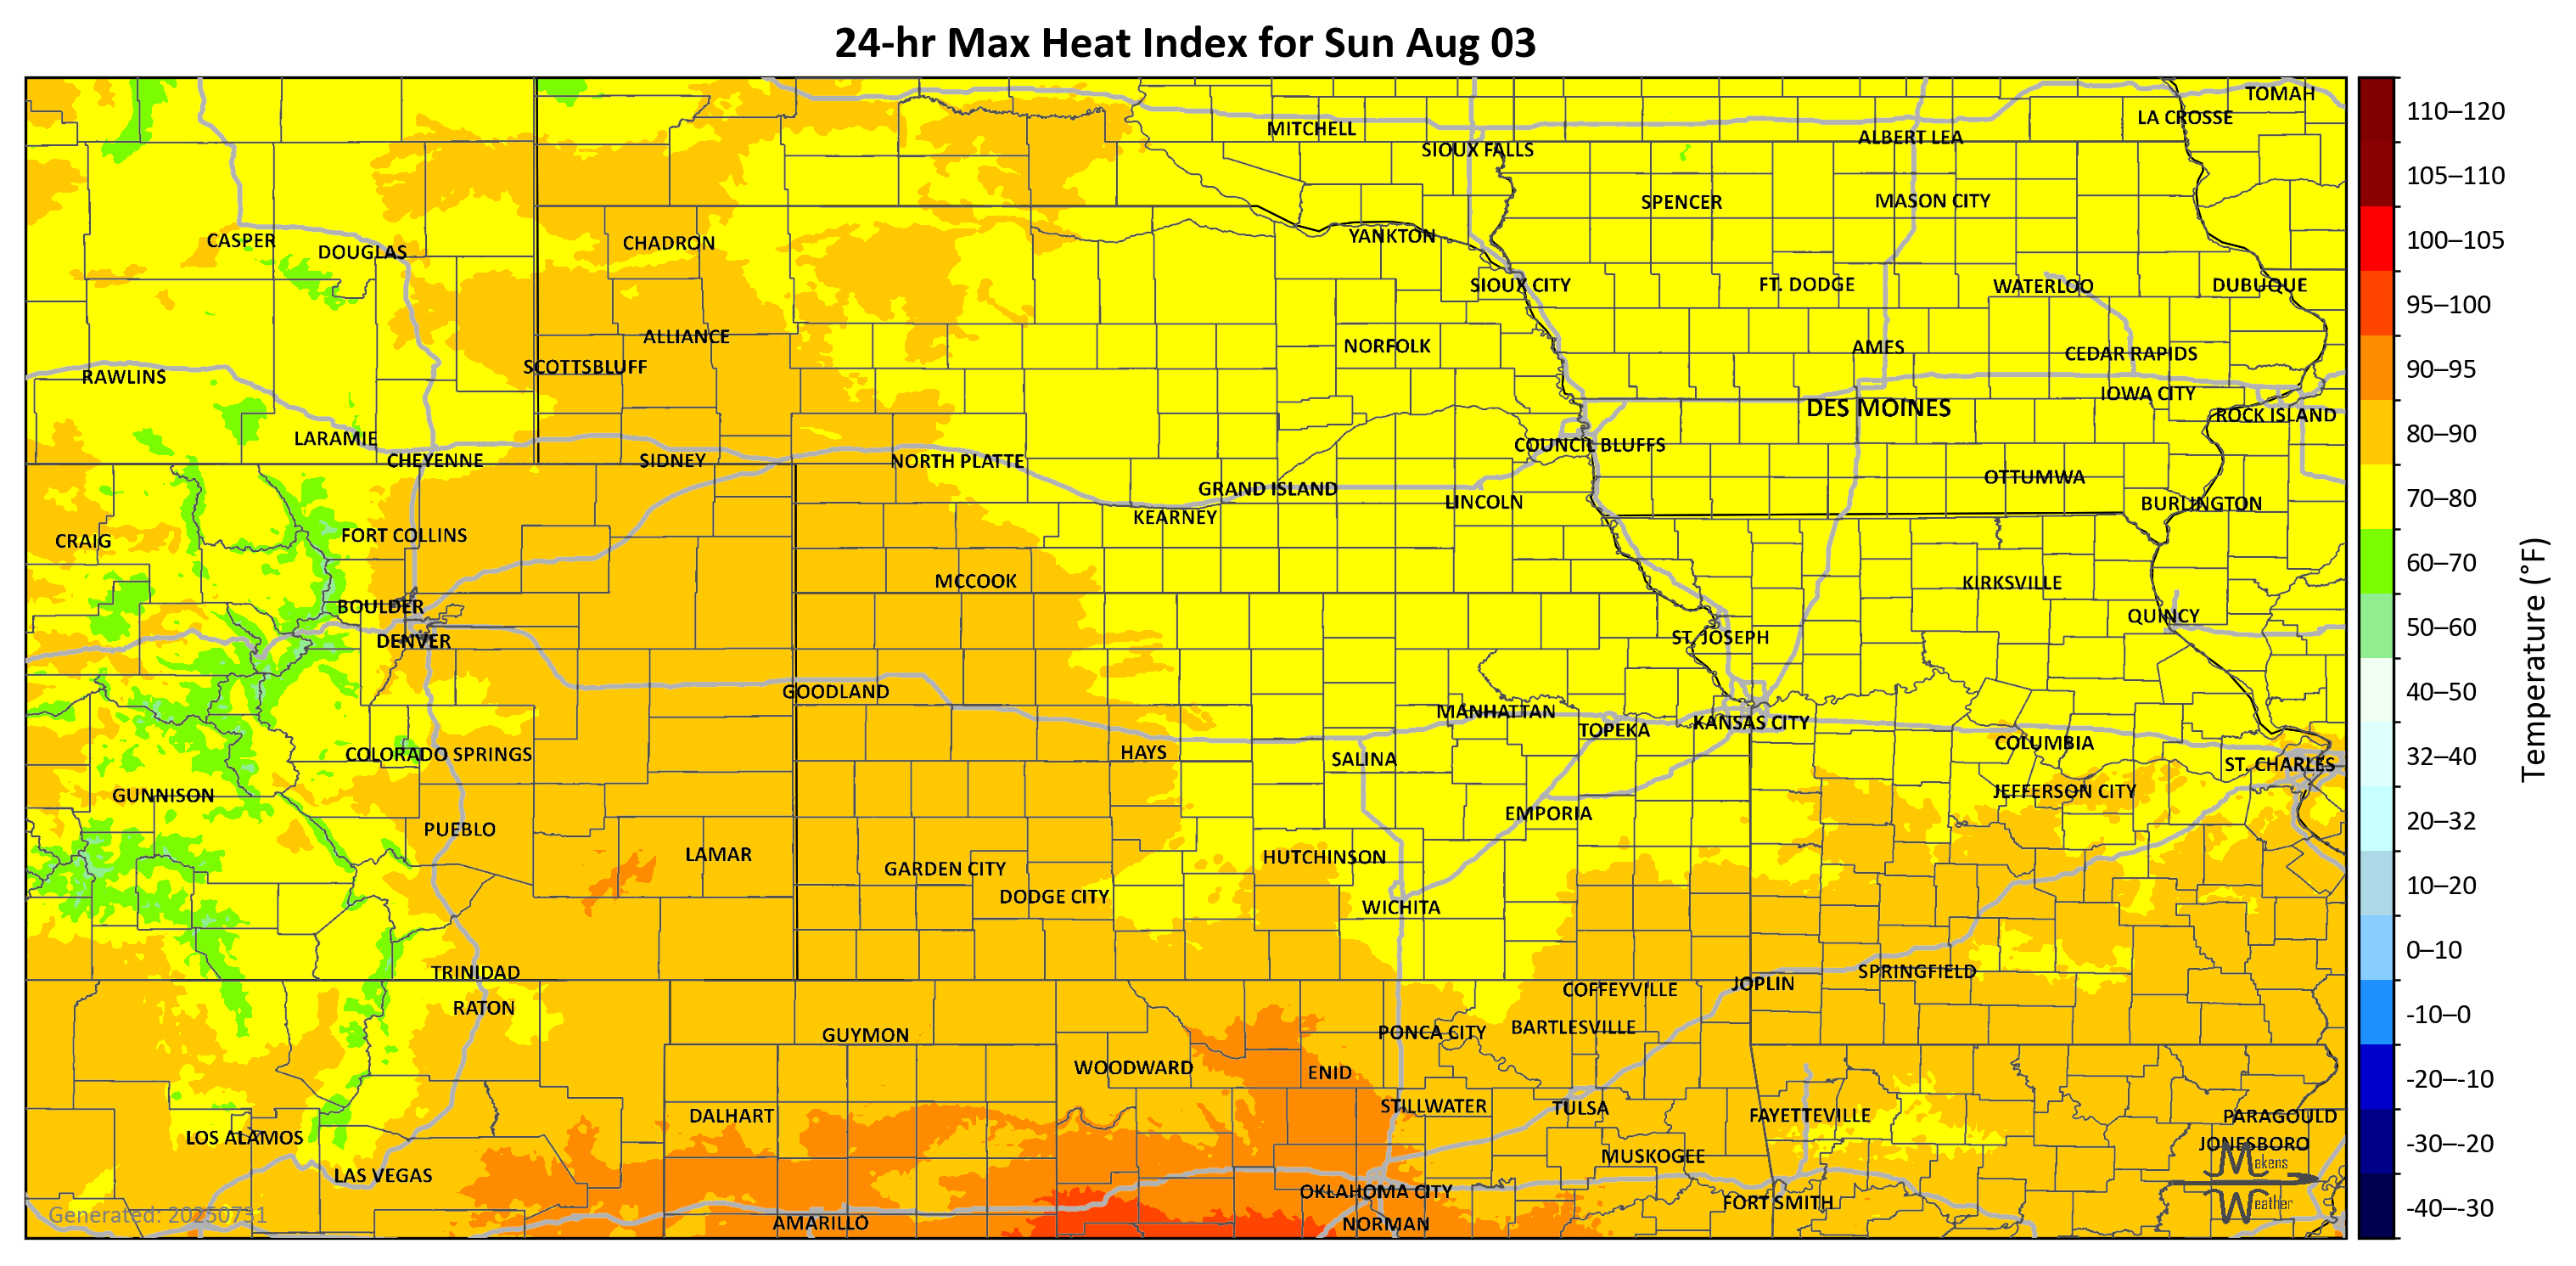 24-hr Max Heat Index for Sun Aug 03
TOMAH
LA CROSSE
MITCHELL
ALBERT LEA
SIOUX FALLS
SPENCER
MASON CITY
CASPER
DOUGLAS
CHADRON
YANKTON
SIOUX CITY
FT. DODGE
WATERLOO
DUBUQUE
ALLIANCE
NORFOLK
AMES
CEDAR RAPIDS
SCOTTSBLUFF
RAWLINS
IOWA CITY
DES MOINES
ROCK ISLAND
LARAMIE
COUNCIL BLUFFS
CHEYENNE
SIDNEY
NORTH PLATTE
OTTUMWA
GRAND ISLAND
LINCOLN
BURLINGTON
KEARNEY
FORT COLLINS
CRAIG
MCCOOK
KIRKSVILLE
BOULDER
QUINCY
DENVER
ST. JOSEPH
GOODLAND
MANHATTAN
TOPEKA
KANSAS CITY
COLUMBIA
COLORADO SPRINGS
HAYS
SALINA
ST. CHARLES
GUNNISON
JEFFERSON CITY
EMPORIA
PUEBLO
LAMAR
HUTCHINSON
GARDEN CITY
DODGE CITY
WICHITA
TRINIDAD
SPRINGFIELD
JOPLIN
COFFEYVILLE
RATON
GUYMON
PONCA CITY
BARTLESVILLE
WOODWARD
ENID
STILLWATER
TULSA
DALHART
FAYETTEVILLE
PARAGOULD
LOS ALAMOS
JONESBORO
MUSKOGEE
LAS VEGAS
OKLAHOMA CITY
FORT SMITH
AMARILLO
NORMAN
Generated: 20250731
Makens
Weather
110–120
105–110
100–105
95–100
90–95
80–90
70–80
60–70
50–60
40–50
32–40
20–32
10–20
0–10
-10–0
-20–-10
-30–-20
-40–-30
Temperature (°F)